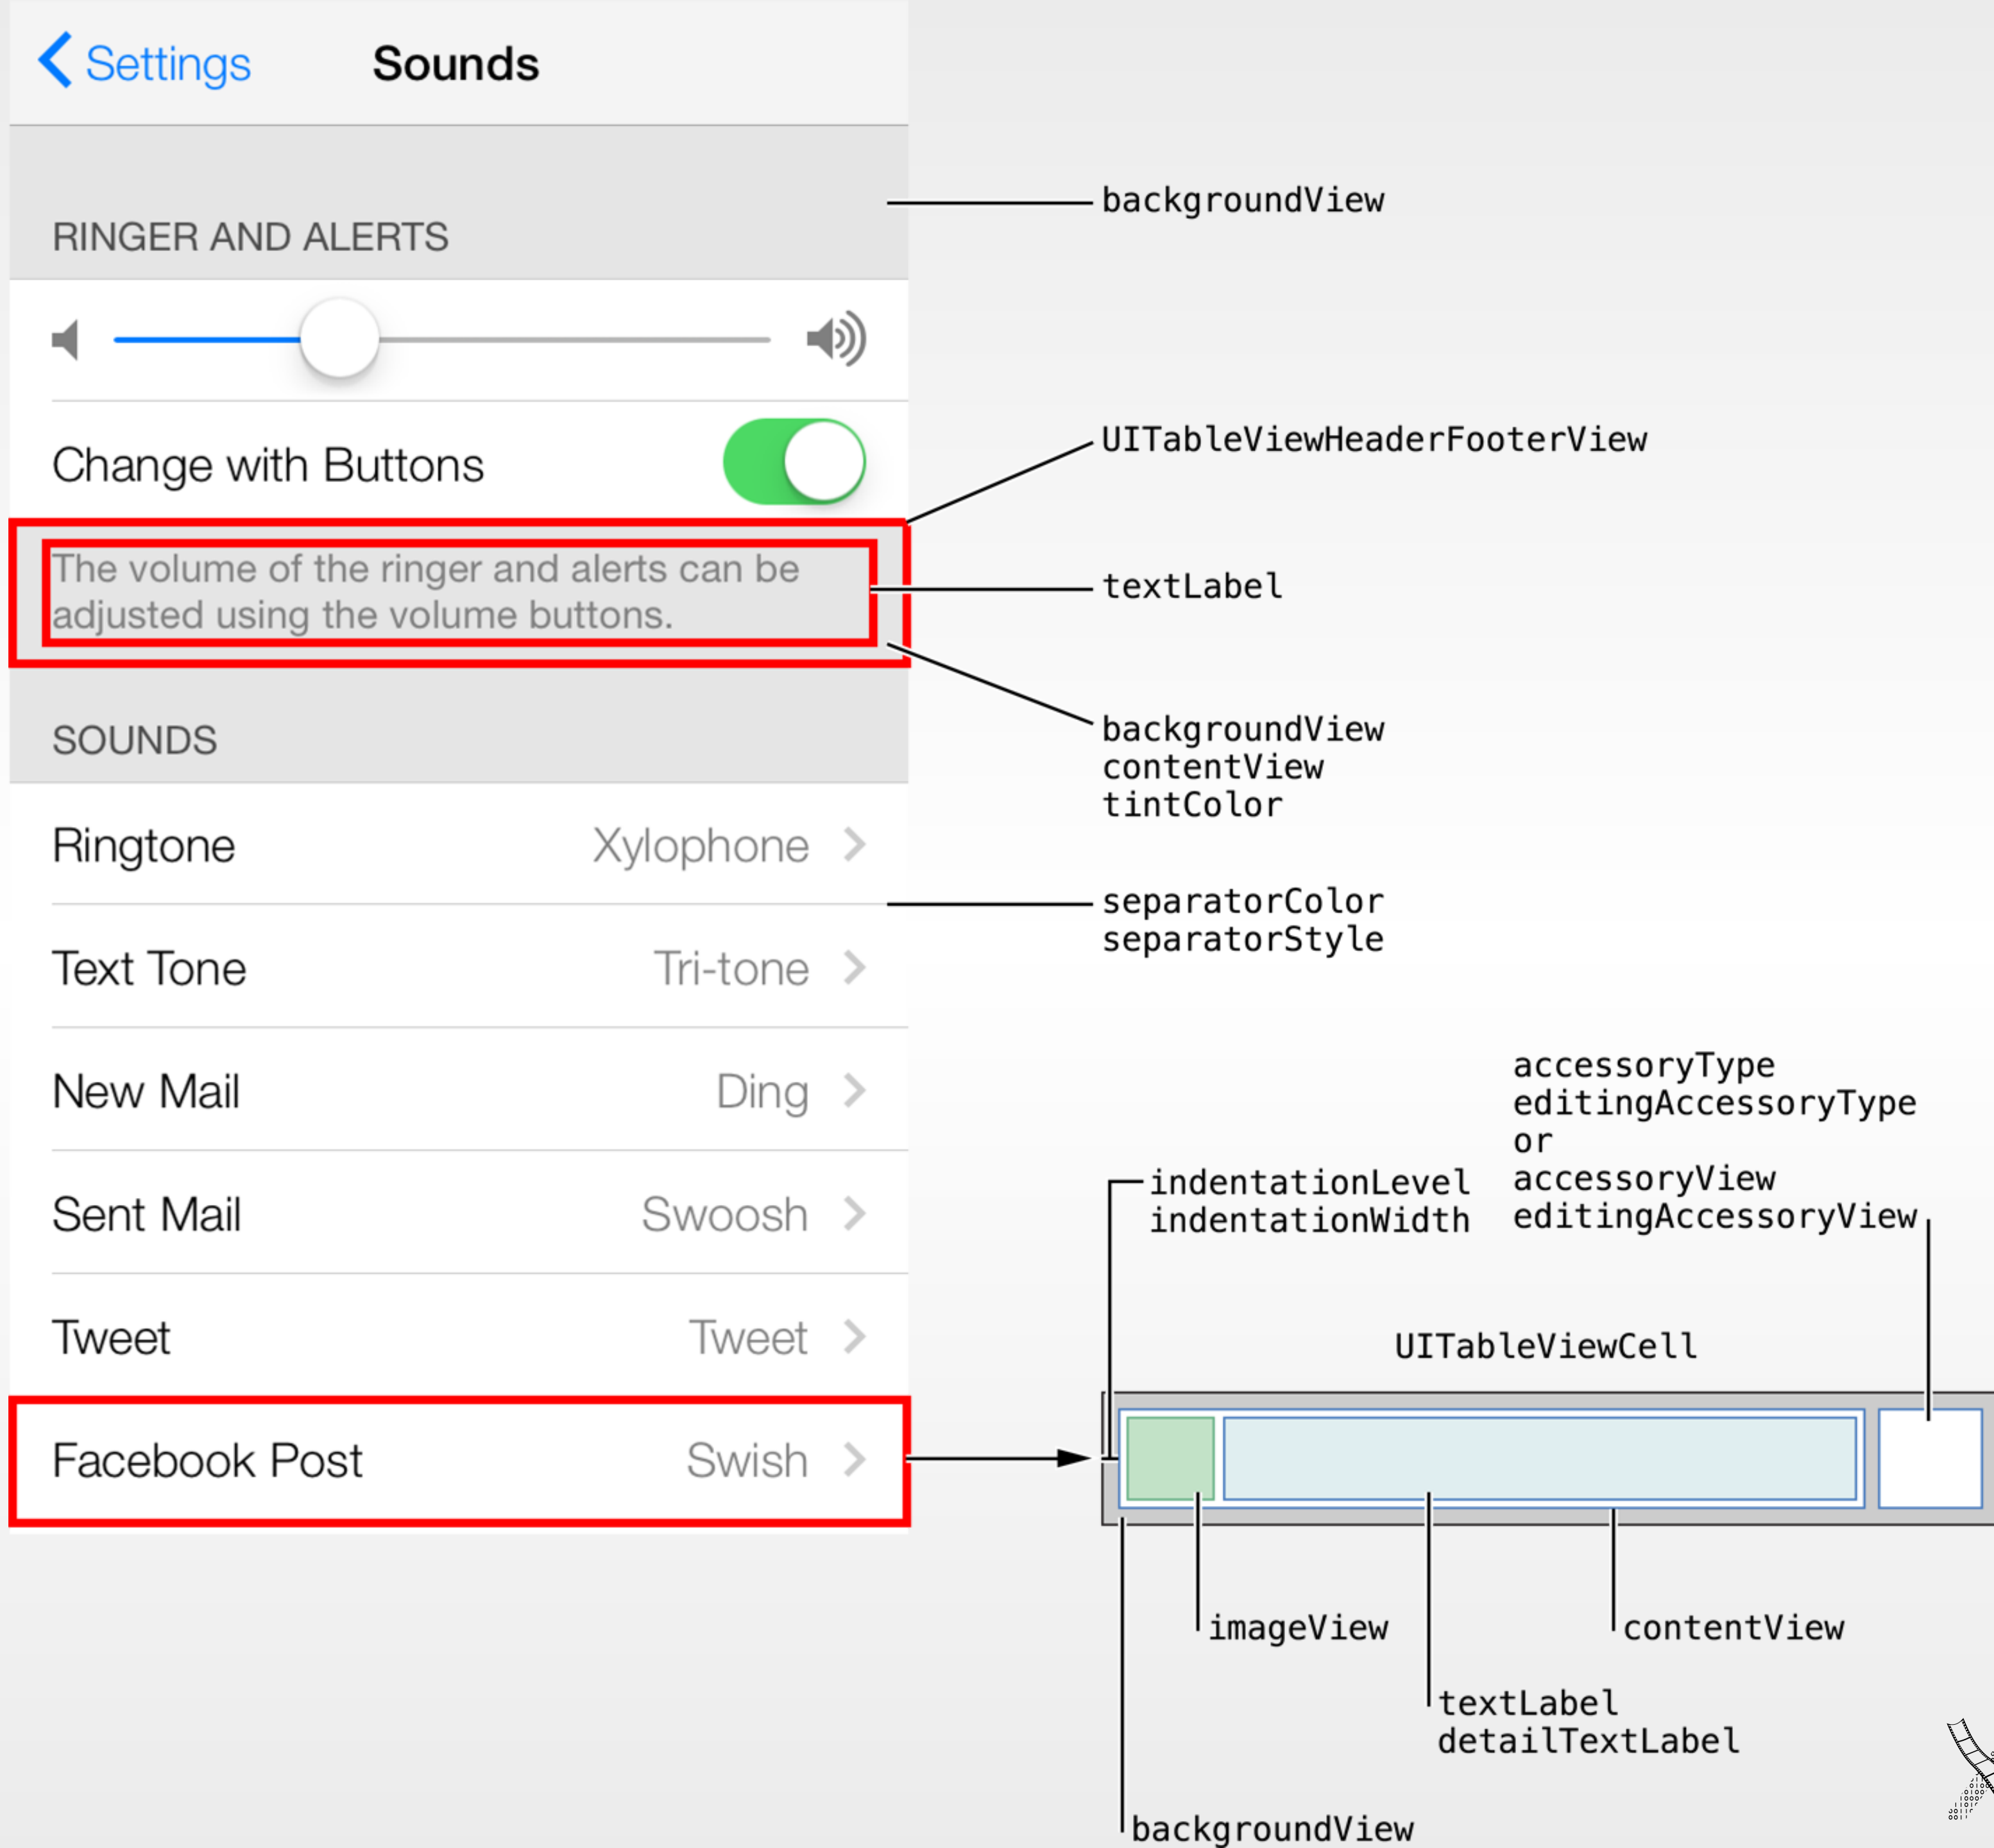 Settings Sounds
RINGER AND ALERTS
Change with Buttons
The volume of the ringer and alerts can be
adjusted using the volume buttons.
SOUNDS
Ringtone Xylophone
Text Tone Tri-tone
New Mail Ding
Sent Mail Swoosh
Tweet Tweet
Facebook Post Swish
backgroundView
UITableViewHeaderFooterView
textLabel
backgroundView
contentView
tintColor
separatorColor
separatorStyle
accessoryType
editingAccessoryType
or
accessoryView
editingAccessoryView
indentationLevel
indentationWidth
UITableViewCell
imageView
contentView
textLabel
detailTextLabel
backgroundView